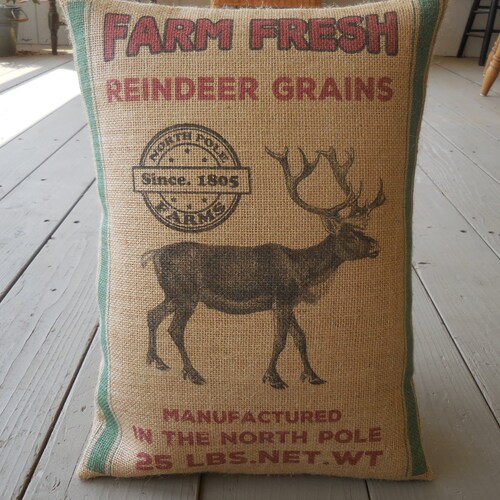 FARM FRESH
REINDEER GRAINS
NORTH POLE
Since. 1805
FARMS
MANUFACTURED
IN THE NORTH POLE
25 LBS.NET.WT